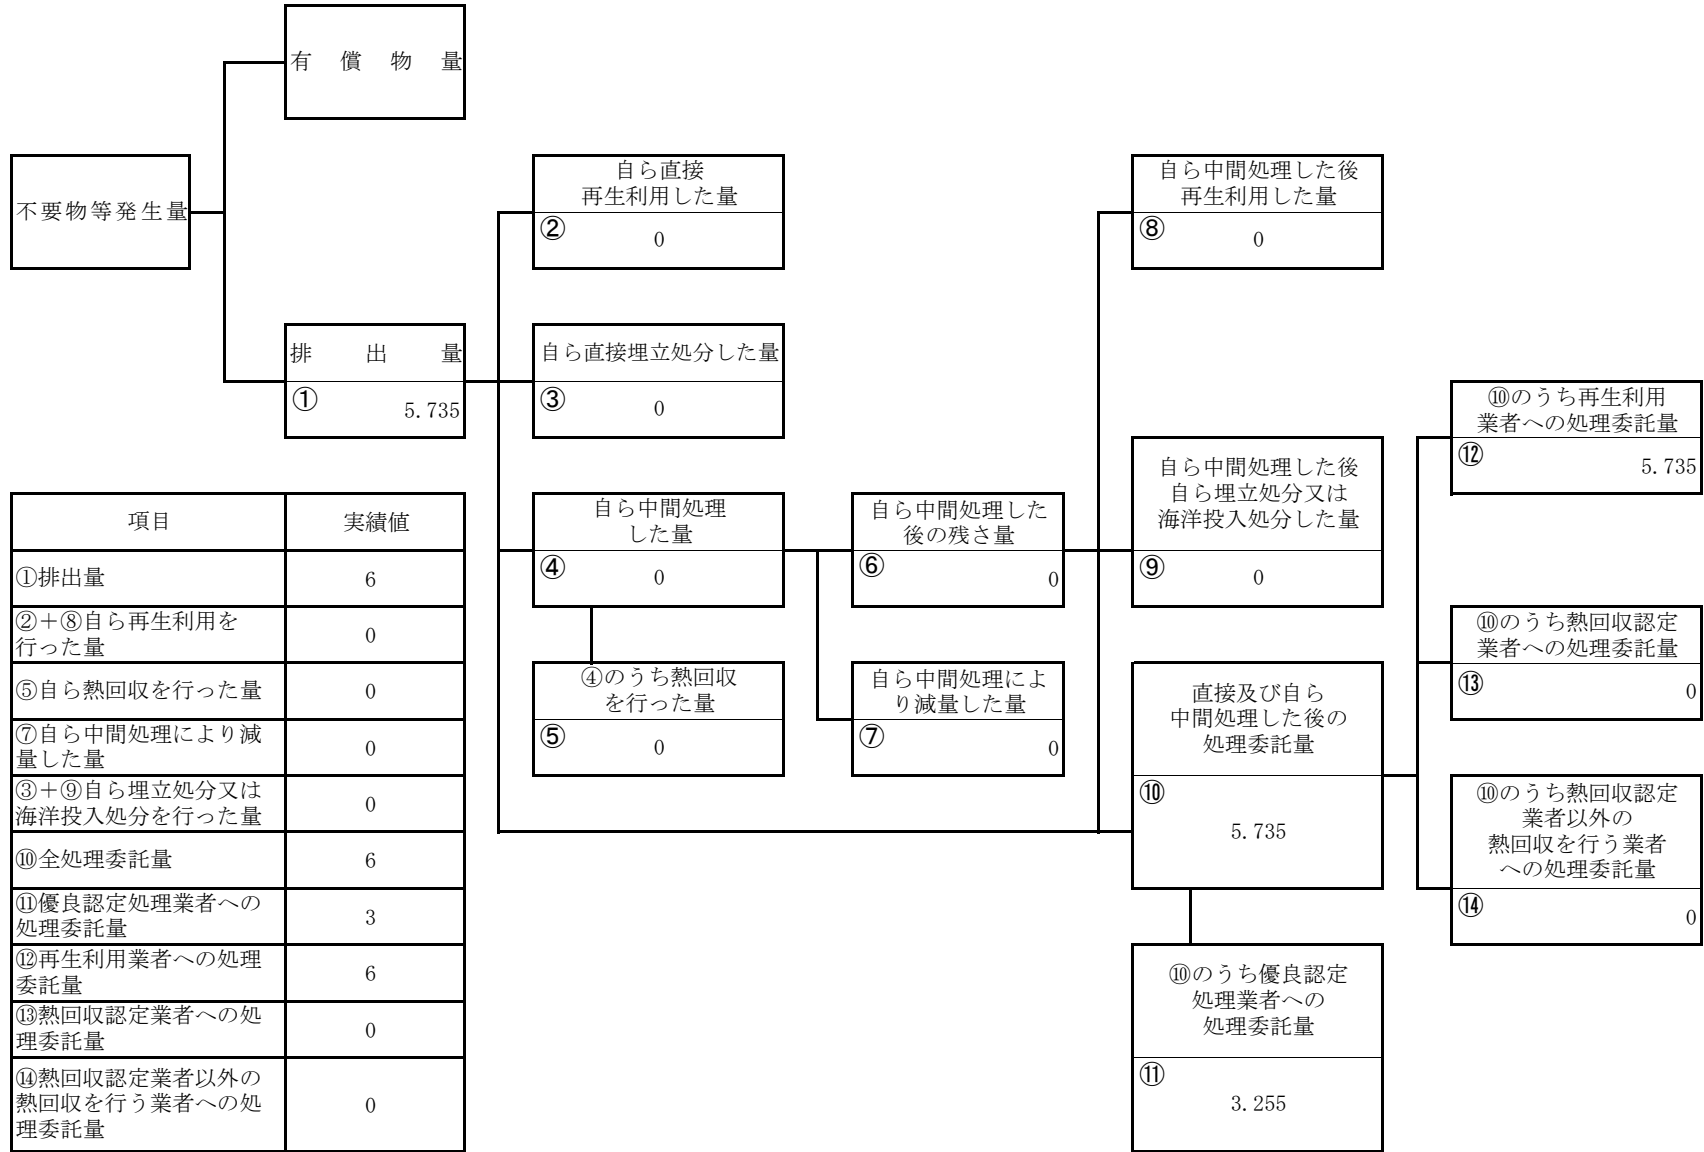 有償物量
不要物等発生量
自ら直接
再生利用した量
②
0
自ら中間処理した後
再生利用した量
⑧
0
排出量
①
5.735
自ら直接埋立処分した量
③
0
⑩のうち再生利用
業者への処理委託量
⑫
5.735
自ら中間処理した後
自ら埋立処分又は
海洋投入処分した量
⑨
0
自ら中間処理
した量
④
0
自ら中間処理した
後の残さ量
⑥
0
⑩のうち熱回収認定
業者への処理委託量
⑬
0
④のうち熱回収
を行った量
⑤
0
自ら中間処理によ
り減量した量
⑦
0
直接及び自ら
中間処理した後の
処理委託量
⑩
5.735
⑩のうち熱回収認定
業者以外の
熱回収を行う業者
への処理委託量
⑭
0
⑩のうち優良認定
処理業者への
処理委託量
⑪
3.255
項目 実績値
①排出量 6
②+⑧自ら再生利用を
行った量 0
⑤自ら熱回収を行った量 0
⑦自ら中間処理により減
量した量 0
③+⑨自ら埋立処分又は
海洋投入処分を行った量 0
⑩全処理委託量 6
⑪優良認定処理業者への
処理委託量 3
⑫再生利用業者への処理
委託量 6
⑬熱回収認定業者への処
理委託量 0
⑭熱回収認定業者以外の
熱回収を行う業者への処
理委託量 0